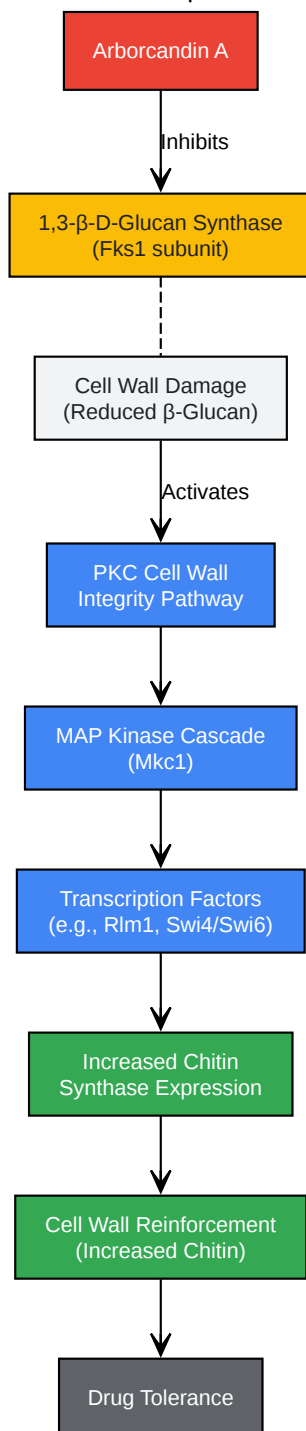 Arborcandin A
Inhibits
1,3-β-D-Glucan Synthase
(Fks1 subunit)
Cell Wall Damage
(Reduced β-Glucan)
Activates
PKC Cell Wall
Integrity Pathway
MAP Kinase Cascade
(Mkc1)
Transcription Factors
(e.g., Rlm1, Swi4/Swi6)
Increased Chitin
Synthase Expression
Cell Wall Reinforcement
(Increased Chitin)
Drug Tolerance